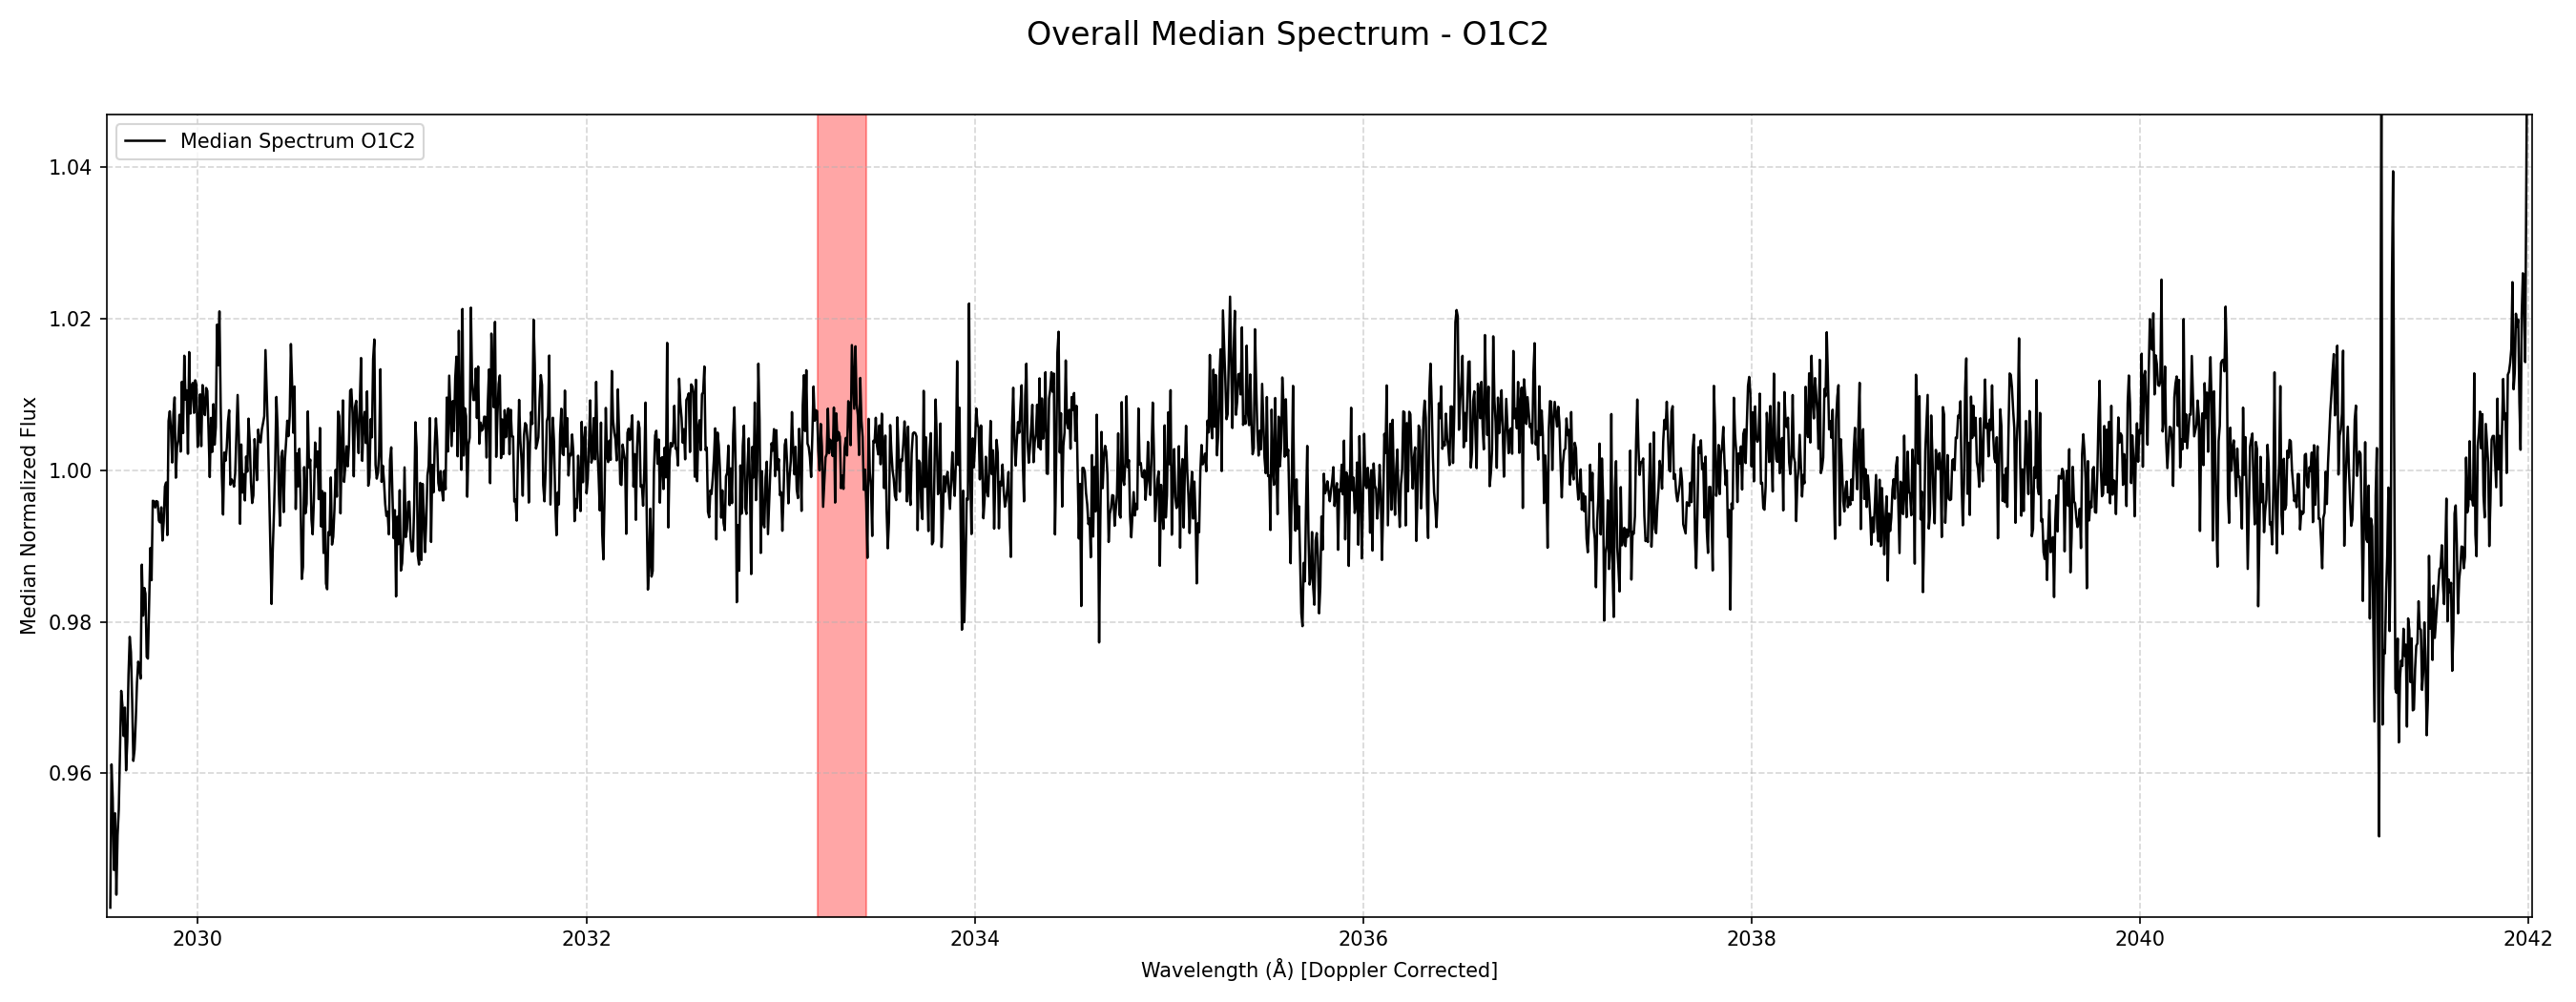 Overall Median Spectrum - O1C2
Median Spectrum O1C2
Median Normalized Flux
1.04
1.02
1.00
0.98
0.96
2030 2032 2034 2036 2038 2040 2042
Wavelength (Å) [Doppler Corrected]